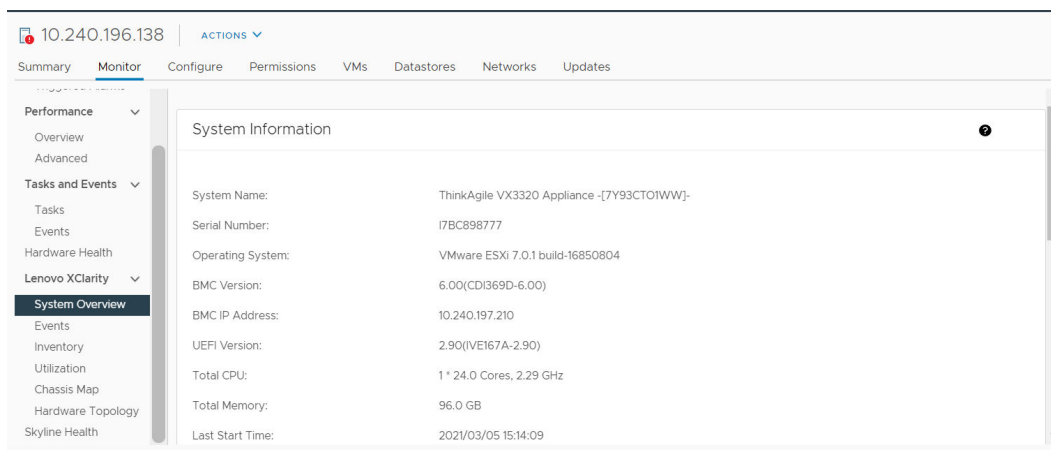 10.240.196.138 ACTIONS
Summary Monitor Configure Permissions VMs Datastores Networks Updates
Triggered Alarms
Performance
Overview
Advanced
Tasks and Events
Tasks
Events
Hardware Health
Lenovo XClarity
System Overview
Events
Inventory
Utilization
Chassis Map
Hardware Topology
Skyline Health
System Information
System Name: ThinkAgile VX3320 Appliance -[7Y93CTO1WW]-
Serial Number: I7BC898777
Operating System: VMware ESXi 7.0.1 build-16850804
BMC Version: 6.00(CDI369D-6.00)
BMC IP Address: 10.240.197.210
UEFI Version: 2.90(IVE167A-2.90)
Total CPU: 1 * 24.0 Cores, 2.29 GHz
Total Memory: 96.0 GB
Last Start Time: 2021/03/05 15:14:09